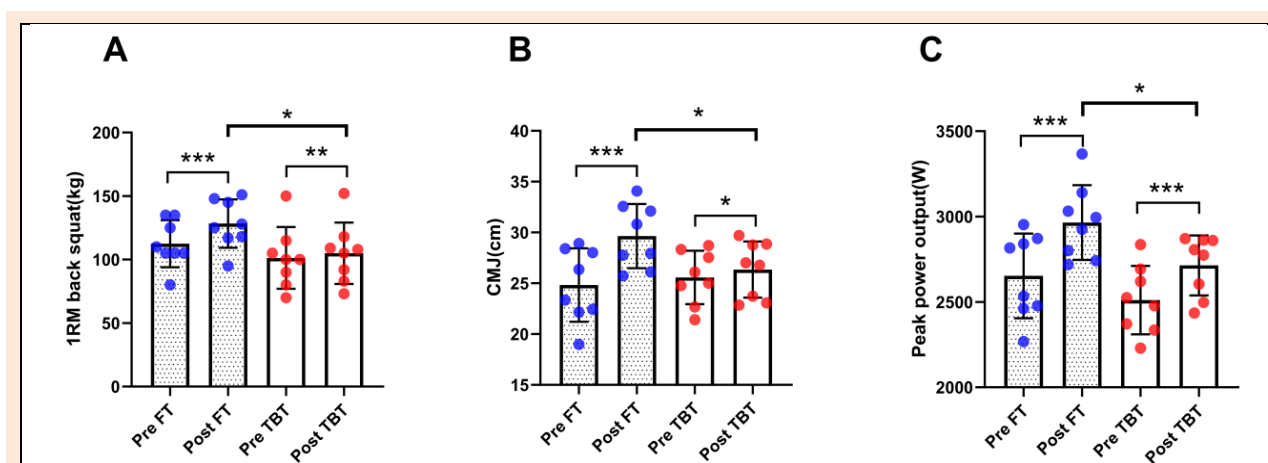 A
1RM back squat(kg)
200
150
100
50
0
***
**
*
Pre FT
Post FT
Pre TBT
Post TBT
B
CMJ(cm)
40
35
30
25
20
15
***
*
*
Pre FT
Post FT
Pre TBT
Post TBT
C
Peak power output(W)
3500
3000
2500
2000
***
***
*
Pre FT
Post FT
Pre TBT
Post TBT